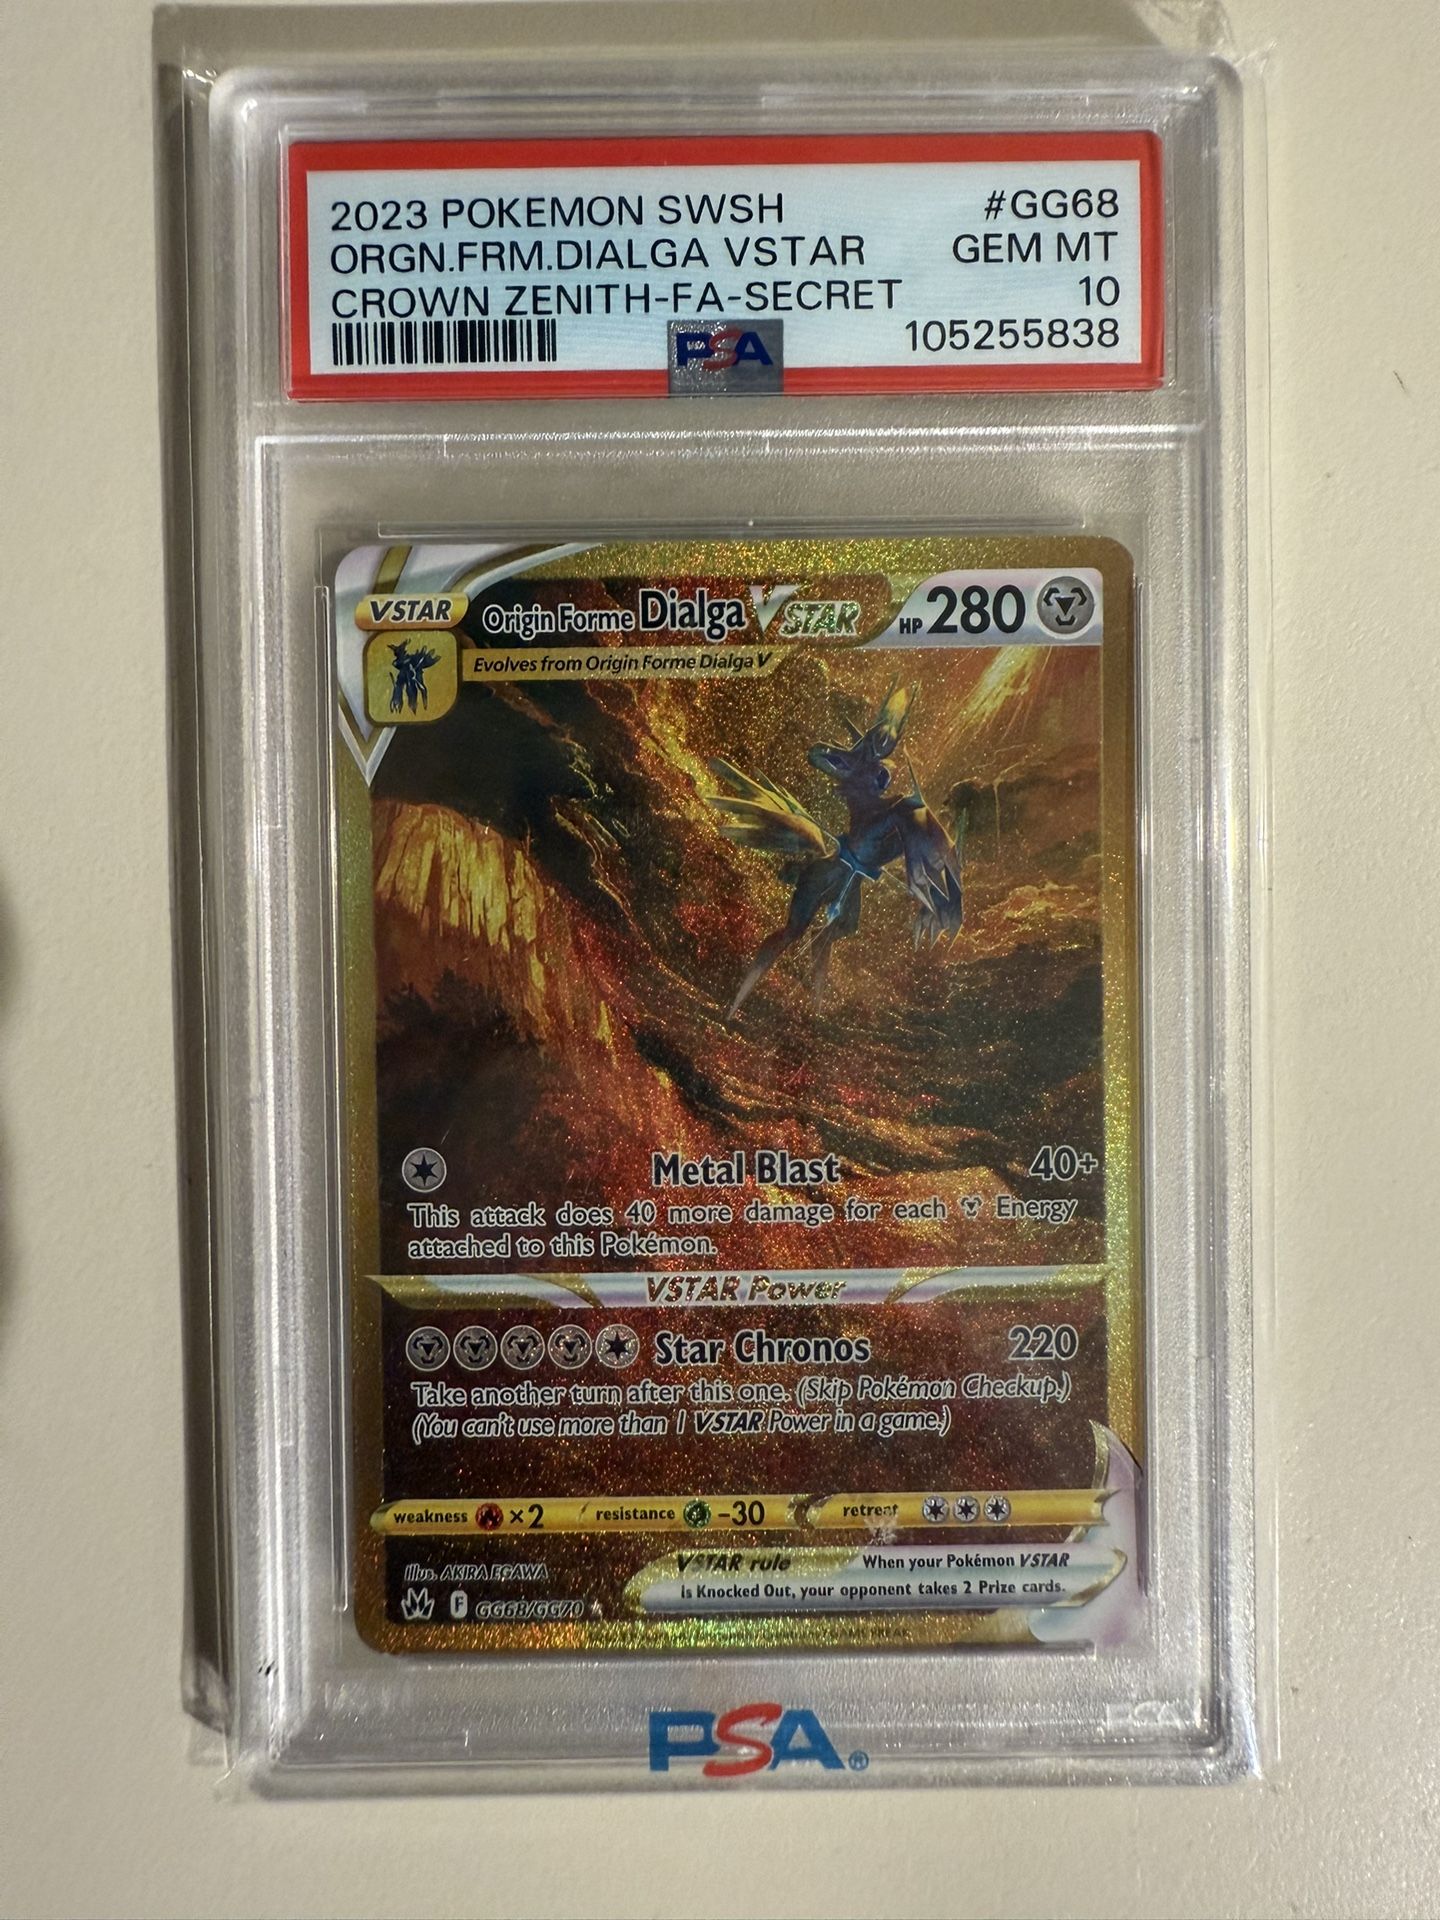 2023 POKEMON SWSH #GG68
ORGN.FRM.DIALGA VSTAR GEM MT
CROWN ZENITH-FA-SECRET 10
PSA 105255838
VSTAR Origin Forme Dialga VSTAR HP 280
Evolves from Origin Forme Dialga V
Metal Blast 40+
This attack does 40 more damage for each Energy
attached to this Pokémon.
VSTAR Power
Star Chronos 220
Take another turn after this one. (Skip Pokémon Checkup.)
(You can't use more than 1 VSTAR Power in a game.)
weakness ×2 resistance -30 retreat
Illus. AKIRA EGAWA
VSTAR rule When your Pokémon VSTAR
is Knocked Out, your opponent takes 2 Prize cards.
F GG68/GG70
PSA
PSA®